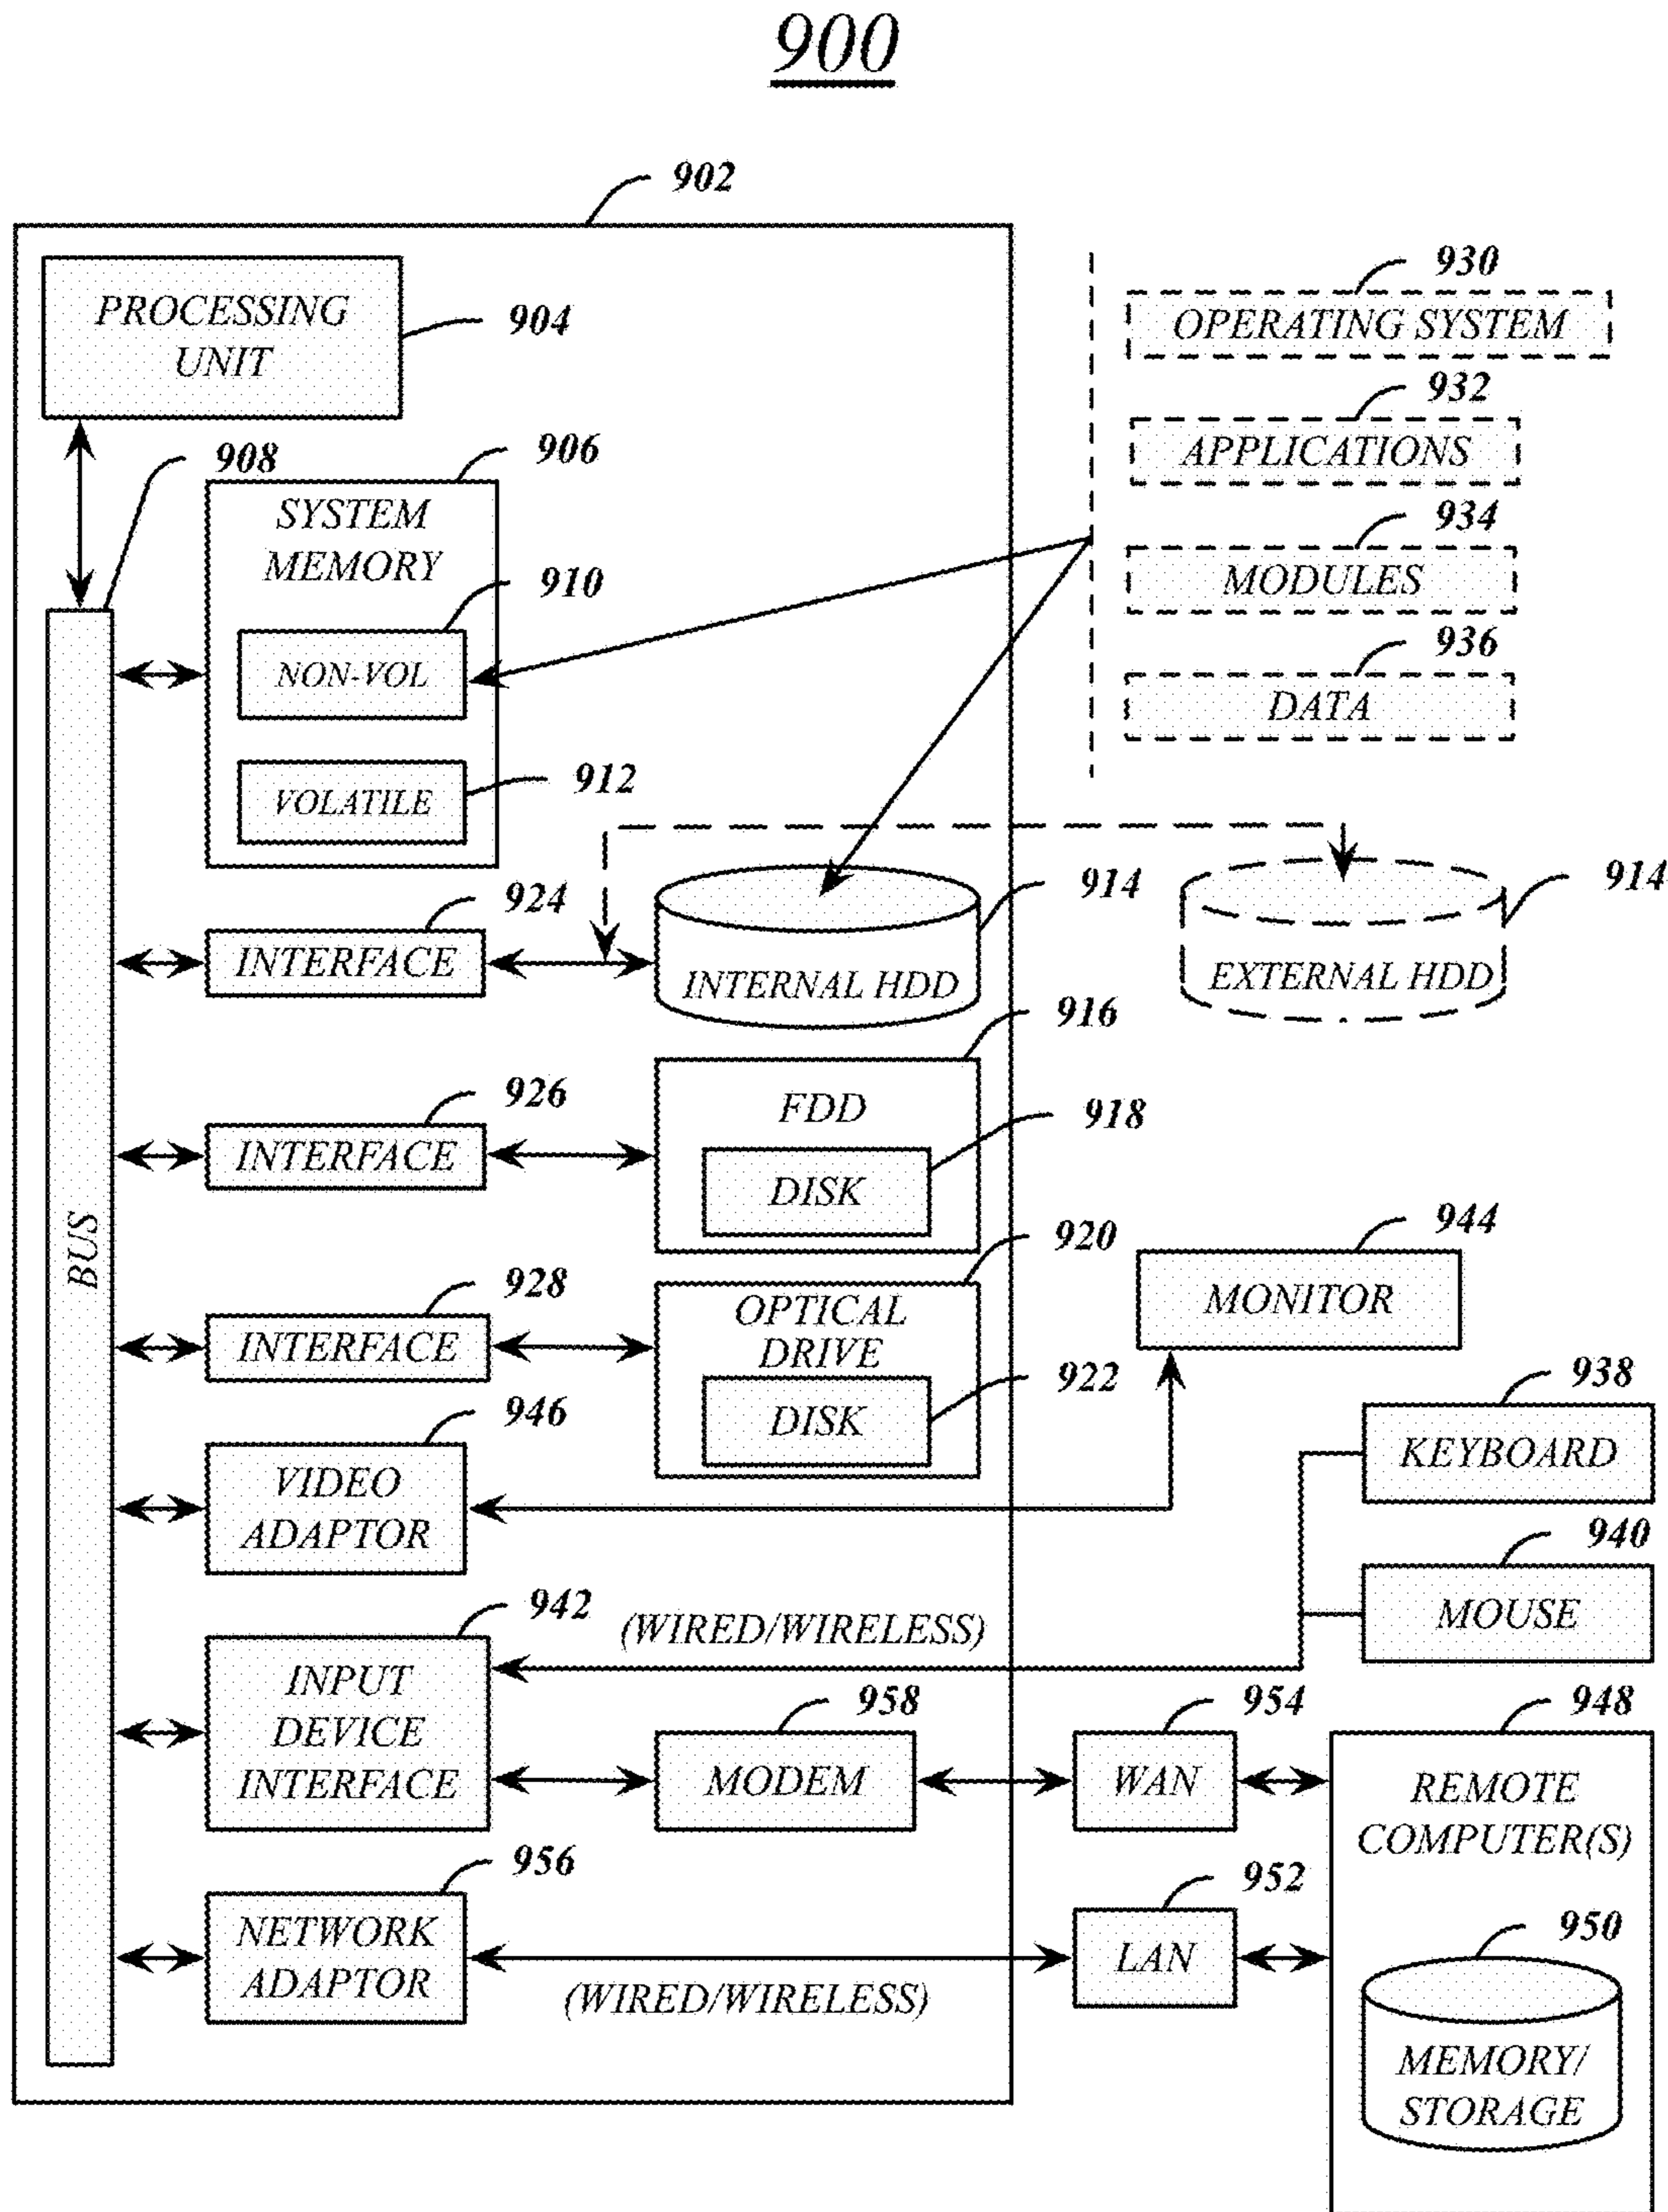 900
902
PROCESSING
UNIT
904
908
906
SYSTEM
MEMORY
910
NON-VOL
912
VOLATILE
930
OPERATING SYSTEM
932
APPLICATIONS
934
MODULES
936
DATA
924
INTERFACE
914
INTERNAL HDD
914
EXTERNAL HDD
926
INTERFACE
916
FDD
918
DISK
BUS
928
INTERFACE
920
OPTICAL
DRIVE
922
DISK
944
MONITOR
946
VIDEO
ADAPTOR
938
KEYBOARD
940
MOUSE
942
(WIRED/WIRELESS)
INPUT
DEVICE
INTERFACE
958
MODEM
954
WAN
948
REMOTE
COMPUTER(S)
956
NETWORK
ADAPTOR
(WIRED/WIRELESS)
952
LAN
950
MEMORY/
STORAGE